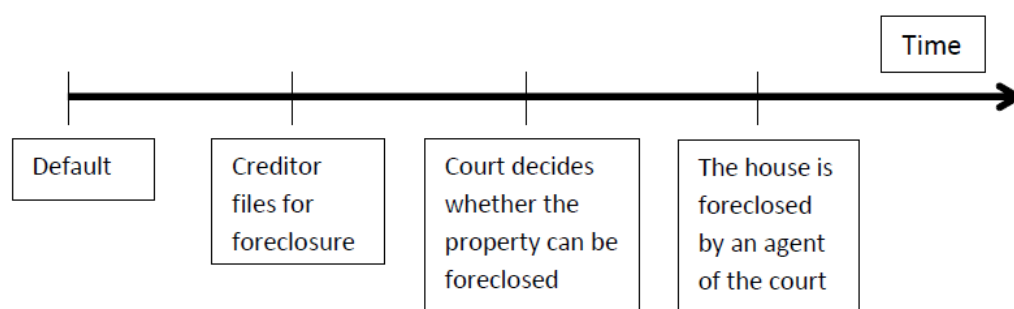 Time
Default
Creditor
files for
foreclosure
Court decides
whether the
property can be
foreclosed
The house is
foreclosed
by an agent
of the court